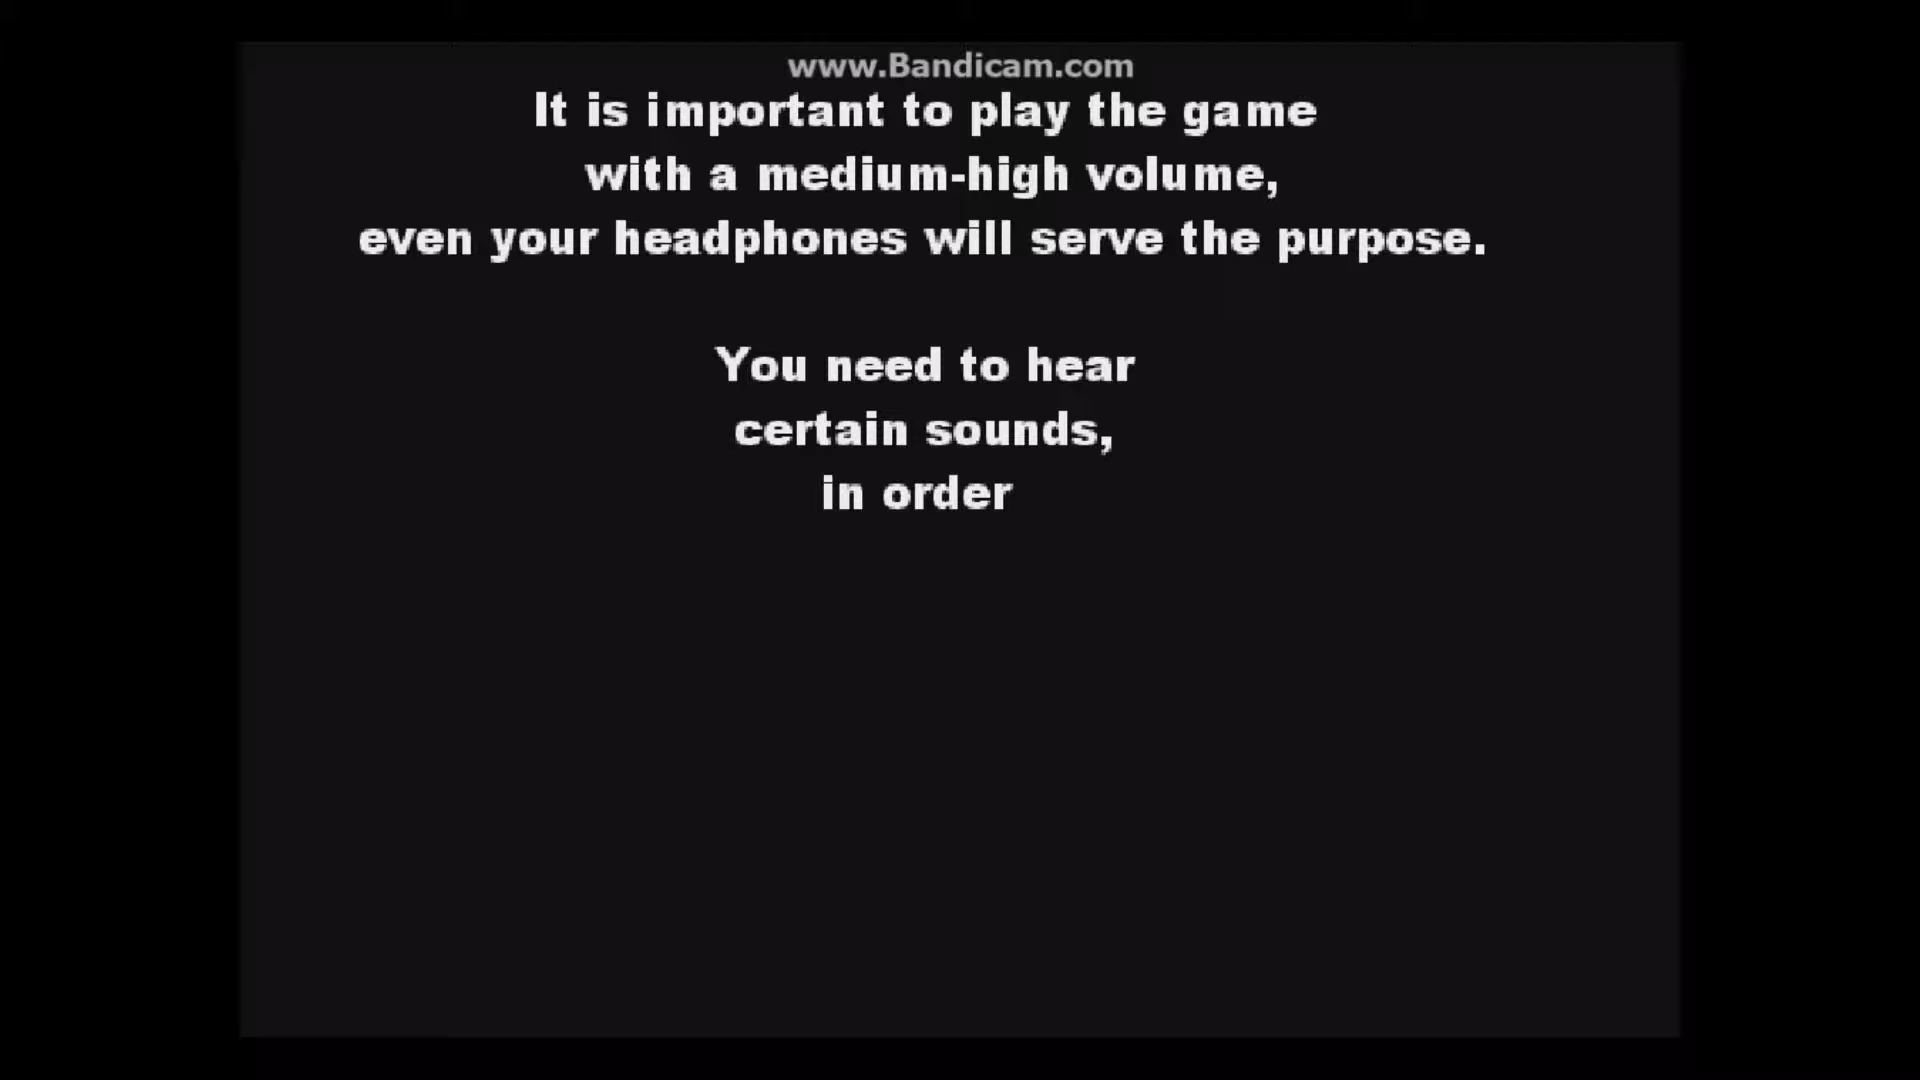 www.Bandicam.com
It is important to play the game
with a medium-high volume,
even your headphones will serve the purpose.
You need to hear
certain sounds,
in order